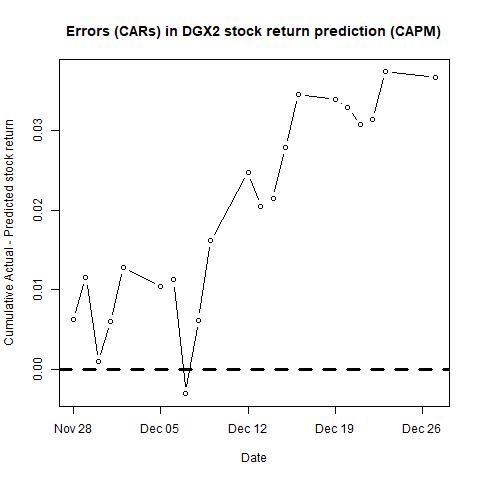 Errors (CARs) in DGX2 stock return prediction (CAPM)
Cumulative Actual - Predicted stock return
0.03
0.02
0.01
0.00
Nov 28 Dec 05 Dec 12 Dec 19 Dec 26
Date